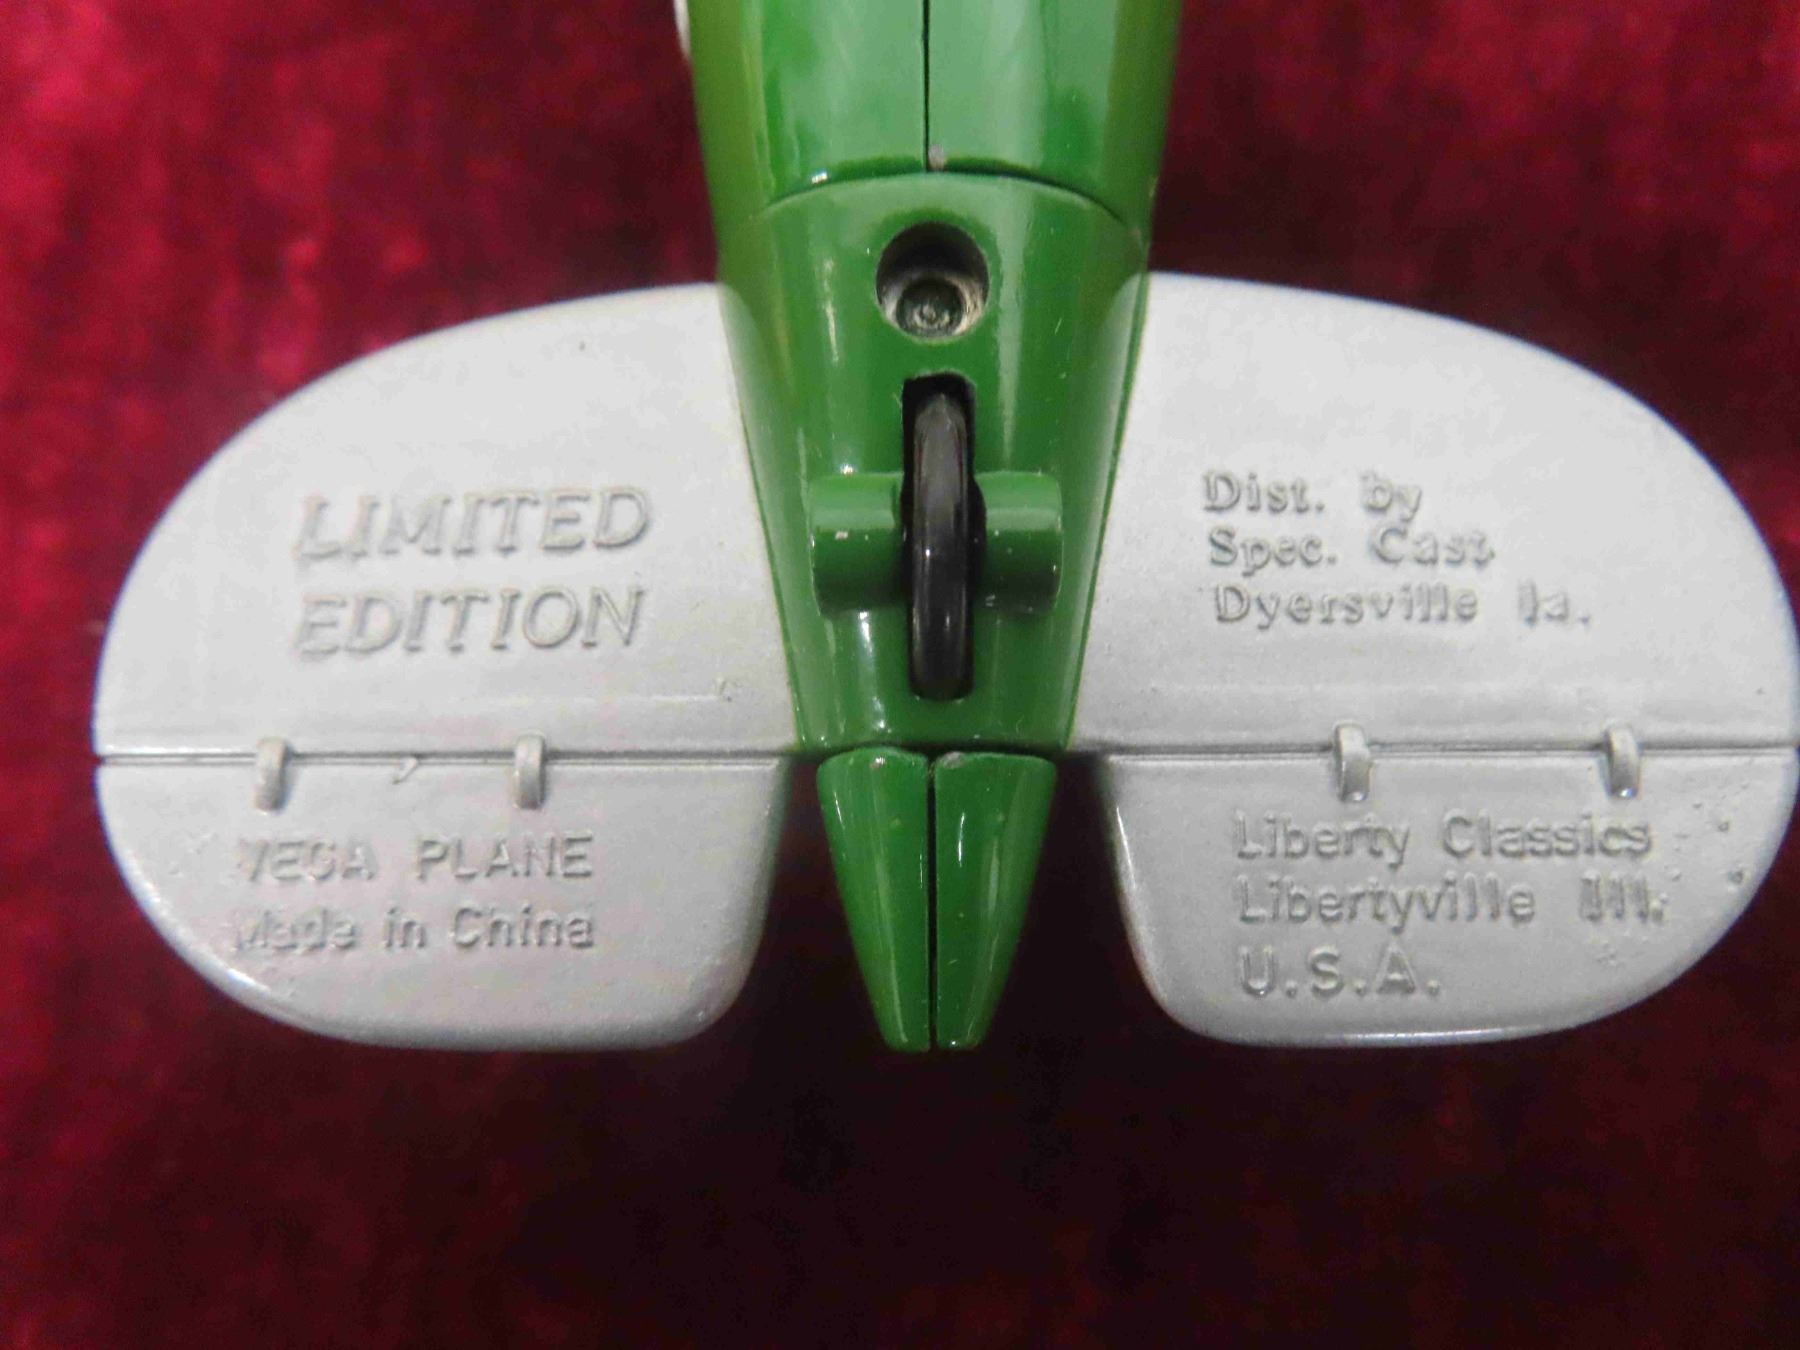 LIMITED
EDITION
VEGA PLANE
Made in China
Dist. by
Spec. Cast
Dyersville Ia.
Liberty Classics
Libertyville Ill.
U.S.A.